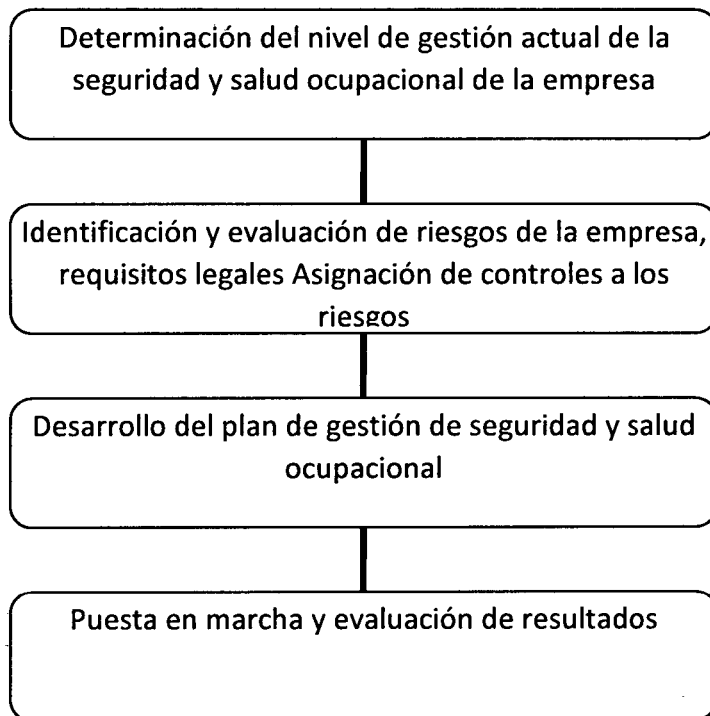 Determinación del nivel de gestión actual de la
seguridad y salud ocupacional de la empresa
Identificación y evaluación de riesgos de la empresa,
requisitos legales Asignación de controles a los
riesgos
Desarrollo del plan de gestión de seguridad y salud
ocupacional
Puesta en marcha y evaluación de resultados